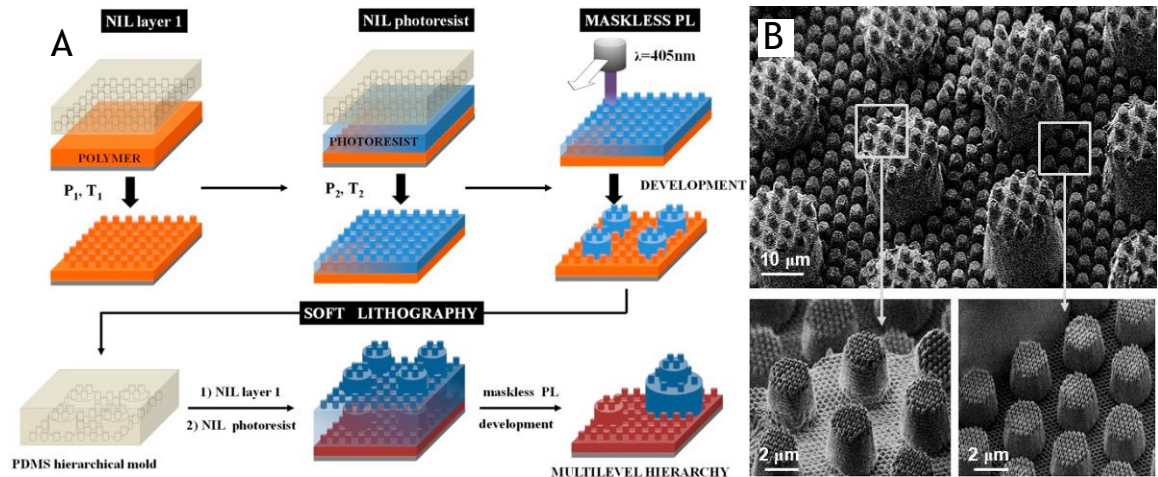 A
NIL layer 1
NIL photoresist
MASKLESS PL
λ=405nm
POLYMER
PHOTORESIST
P₁, T₁
P₂, T₂
DEVELOPMENT
SOFT LITHOGRAPHY
1) NIL layer 1
2) NIL photoresist
maskless PL
development
PDMS hierarchical mold
MULTILEVEL HIERARCHY
B
10 μm
2 μm
2 μm